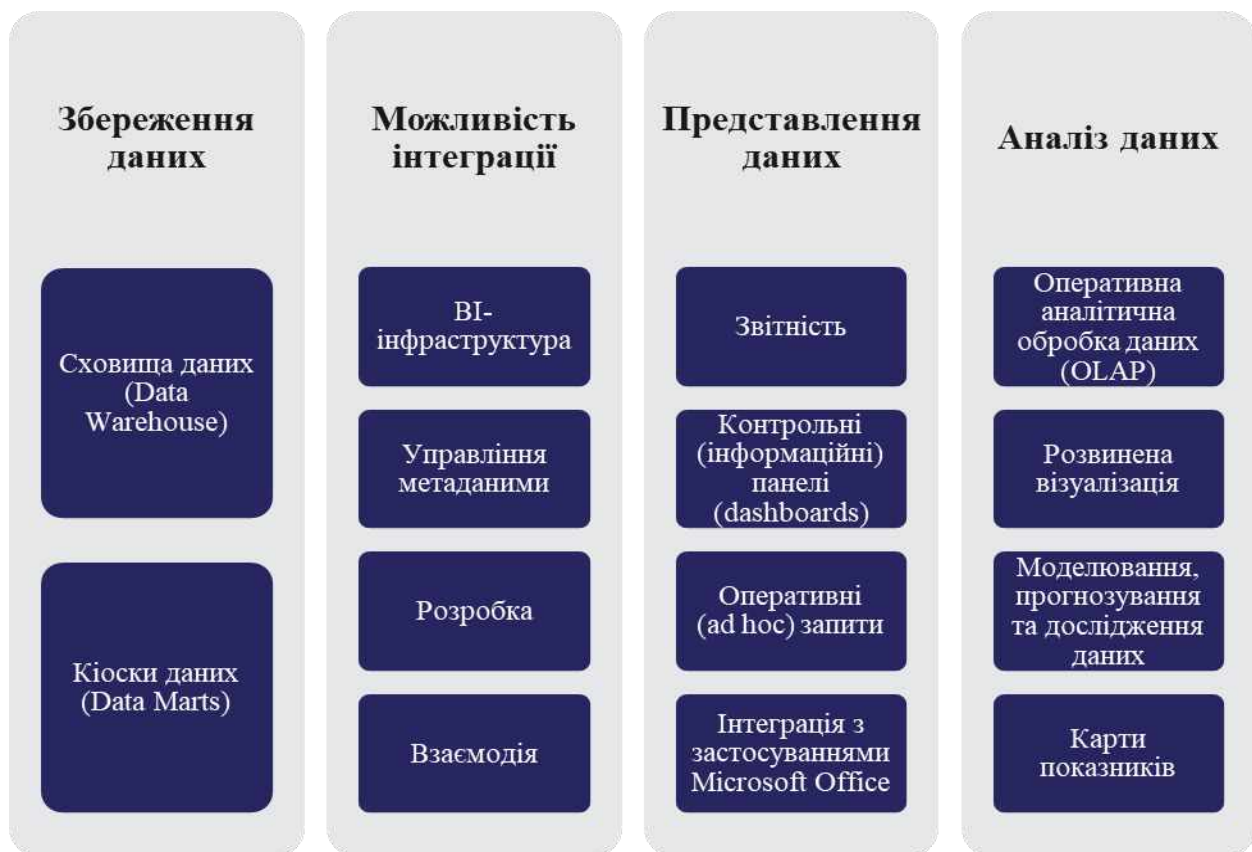 Збереження
даних
Сховища даних
(Data
Warehouse)
Кіоски даних
(Data Marts)
Можливість
інтеграції
BI-
інфраструктура
Управління
метаданими
Розробка
Взаємодія
Представлення
даних
Звітність
Контрольні
(інформаційні)
панелі
(dashboards)
Оперативні
(ad hoc) запити
Інтеграція з
застосуваннями
Microsoft Office
Аналіз даних
Оперативна
аналітична
обробка даних
(OLAP)
Розвинена
візуалізація
Моделювання,
прогнозування
та дослідження
даних
Карти
показників